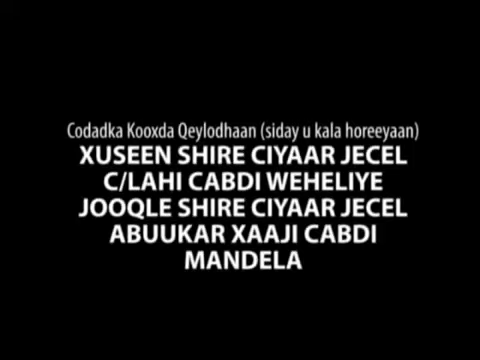 Codadka Kooxda Qeylodhaan (siday u kala horeeyaan)
XUSEEN SHIRE CIYAAR JECEL
C/LAHI CABDI WEHELIYE
JOOQLE SHIRE CIYAAR JECEL
ABUUKAR XAAJI CABDI
MANDELA